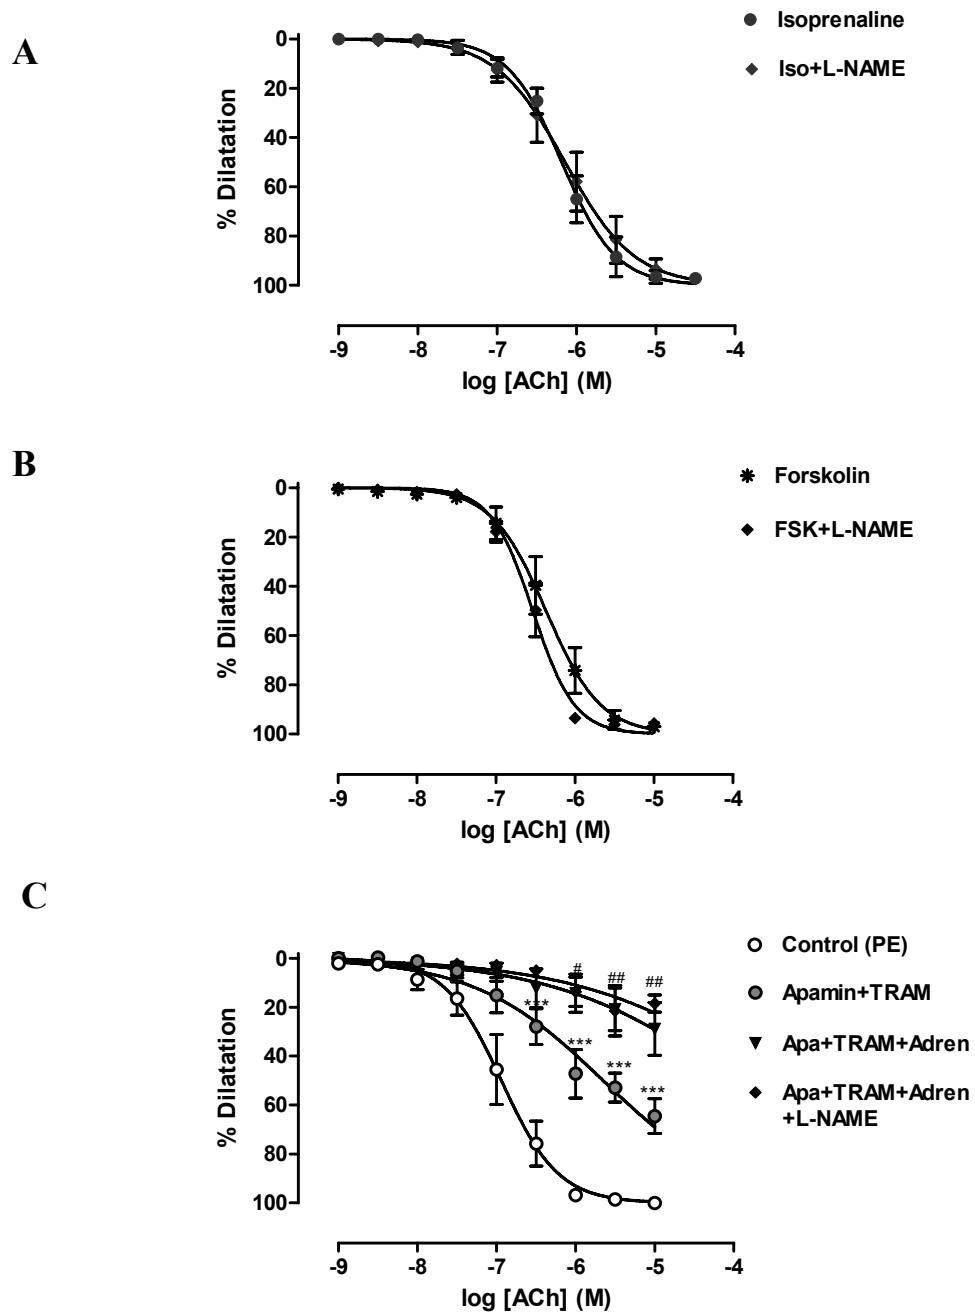 A
Isoprenaline
Iso+L-NAME
% Dilatation
0
20
40
60
80
100
-9 -8 -7 -6 -5 -4
log [ACh] (M)
B
Forskolin
FSK+L-NAME
% Dilatation
0
20
40
60
80
100
-9 -8 -7 -6 -5 -4
log [ACh] (M)
C
Control (PE)
Apamin+TRAM
Apa+TRAM+Adren
Apa+TRAM+Adren
+L-NAME
% Dilatation
0
20
40
60
80
100
# ## ##
*** *** *** ***
-9 -8 -7 -6 -5 -4
log [ACh] (M)